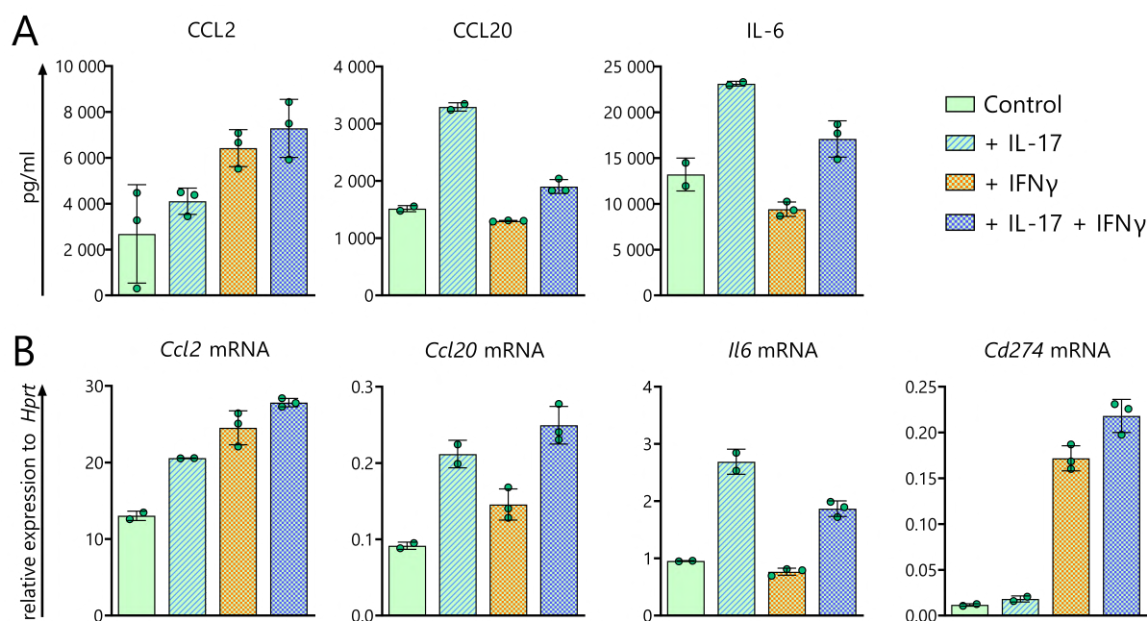 A
CCL2
CCL20
IL-6
pg/ml
10 000
8 000
6 000
4 000
2 000
0
4 000
3 000
2 000
1 000
0
25 000
20 000
15 000
10 000
5 000
0
Control
+ IL-17
+ IFNγ
+ IL-17 + IFNγ
B
Ccl2 mRNA
Ccl20 mRNA
Il6 mRNA
Cd274 mRNA
relative expression to Hprt
30
20
10
0
0.3
0.2
0.1
0.0
4
3
2
1
0
0.25
0.20
0.15
0.10
0.05
0.00